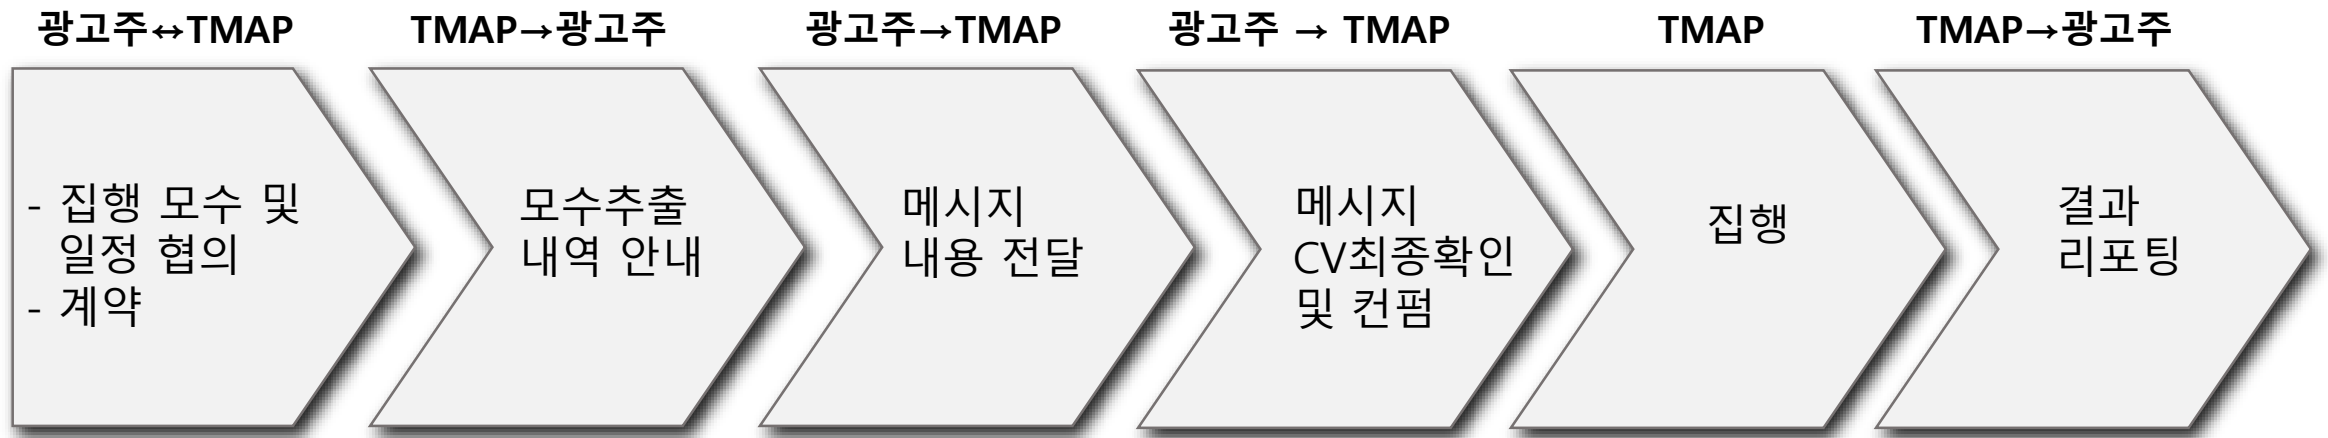 광고주↔TMAP
- 집행 모수 및
일정 협의
- 계약
TMAP→광고주
모수추출
내역 안내
광고주→TMAP
메시지
내용 전달
광고주 → TMAP
메시지
CV최종확인
및 컨펌
TMAP
집행
TMAP→광고주
결과
리포팅